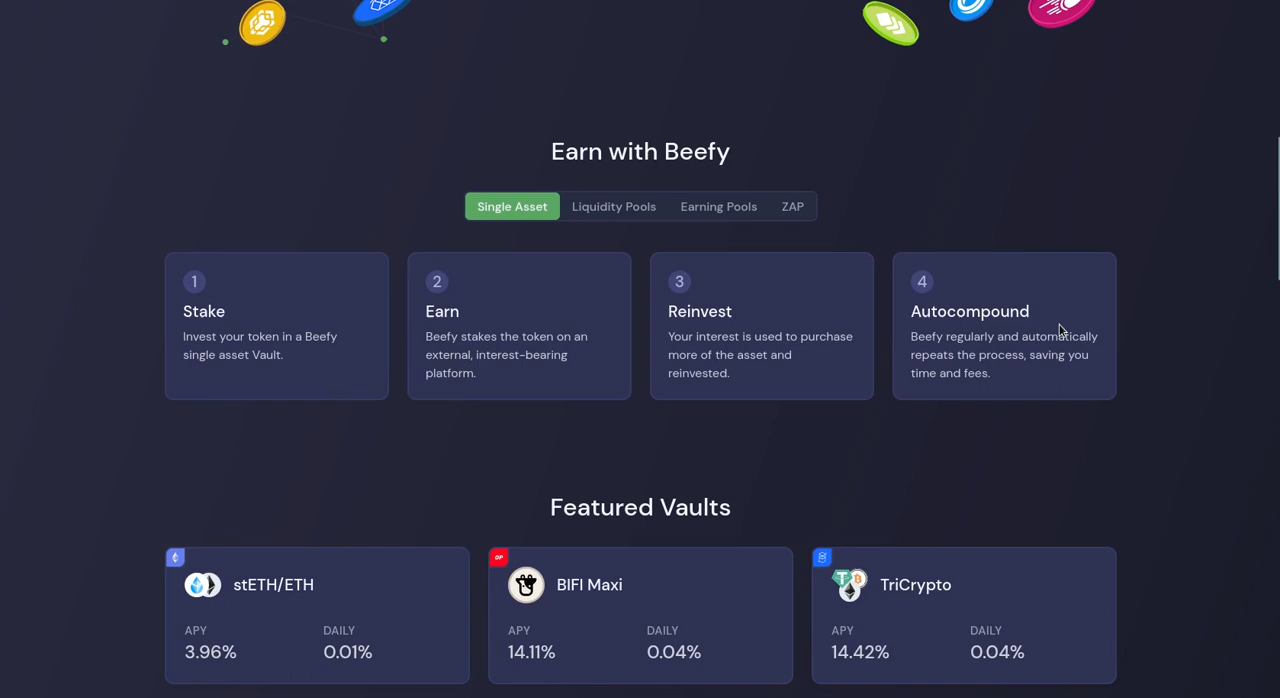 Earn with Beefy
Single Asset
Liquidity Pools
Earning Pools
ZAP
1
Stake
Invest your token in a Beefy
single asset Vault.
2
Earn
Beefy stakes the token on an
external, interest-bearing
platform.
3
Reinvest
Your interest is used to purchase
more of the asset and
reinvested.
4
Autocompound
Beefy regularly and automatically
repeats the process, saving you
time and fees.
Featured Vaults
stETH/ETH
APY
DAILY
3.96%
0.01%
OP
BIFI Maxi
APY
DAILY
14.11%
0.04%
TriCrypto
APY
DAILY
14.42%
0.04%